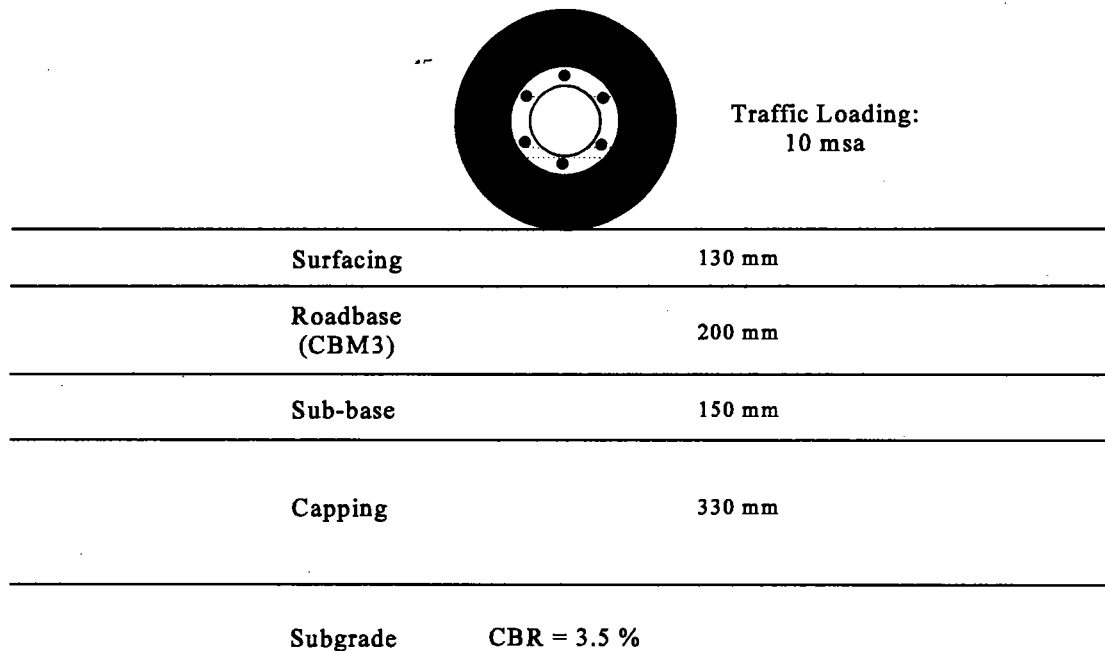 Traffic Loading:
10 msa
Surfacing 130 mm
Roadbase
(CBM3) 200 mm
Sub-base 150 mm
Capping 330 mm
Subgrade CBR = 3.5 %